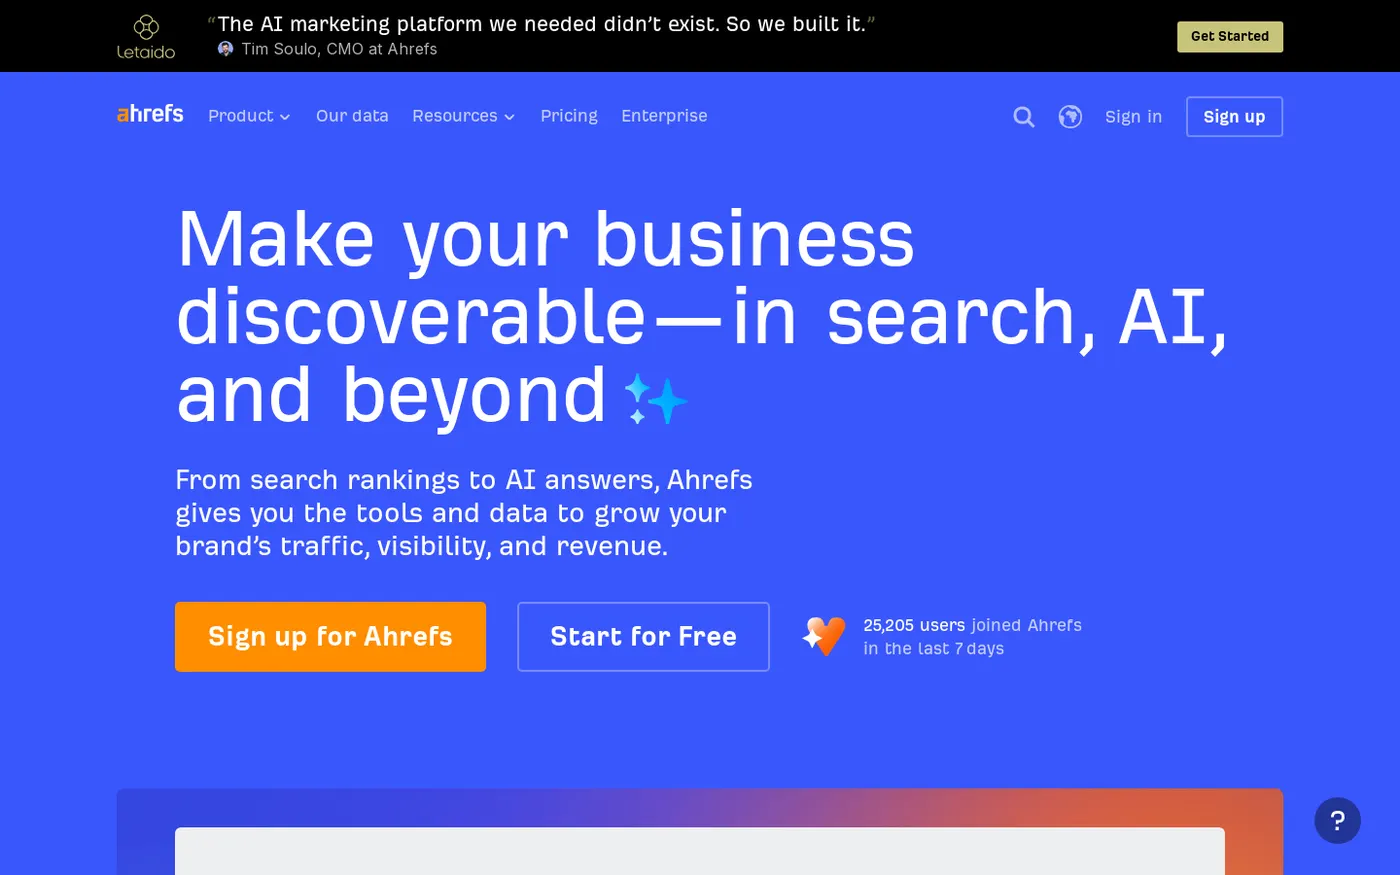 Letaido
“The AI marketing platform we needed didn’t exist. So we built it.”
Tim Soulo, CMO at Ahrefs
Get Started
ahrefs
Product
Our data
Resources
Pricing
Enterprise
Sign in
Sign up
Make your business
discoverable—in search, AI,
and beyond
From search rankings to AI answers, Ahrefs
gives you the tools and data to grow your
brand’s traffic, visibility, and revenue.
Sign up for Ahrefs
Start for Free
25,205 users joined Ahrefs
in the last 7 days
?